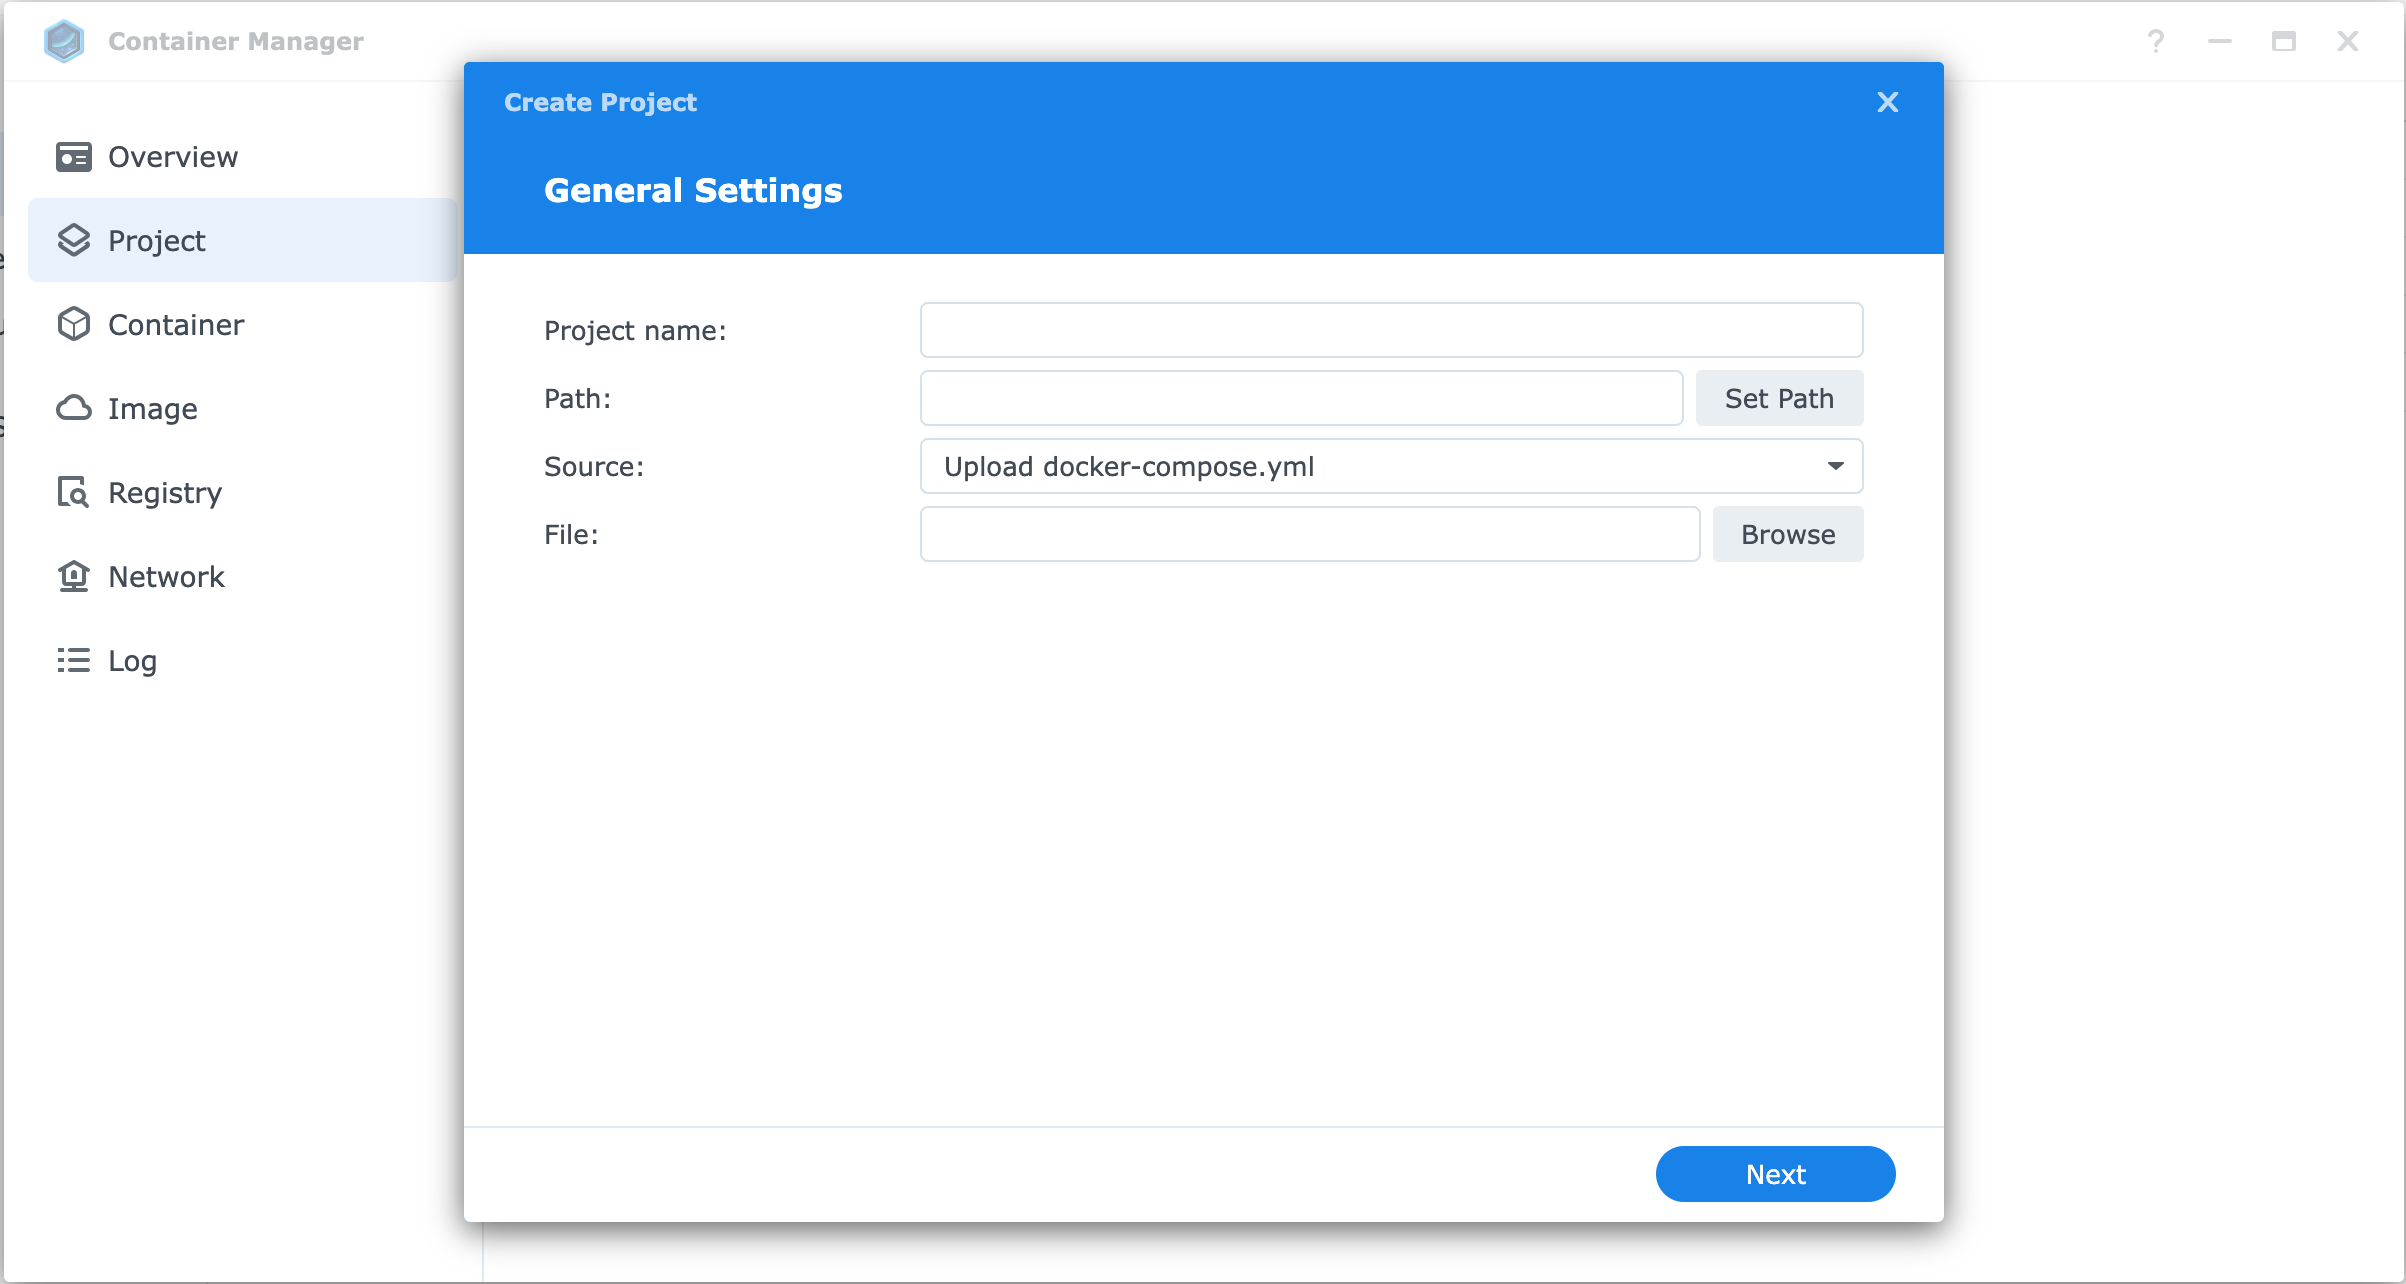 Container Manager
Overview
Project
Container
Image
Registry
Network
Log
Create Project
General Settings
Project name:
Path:
Set Path
Source:
Upload docker-compose.yml
File:
Browse
Next